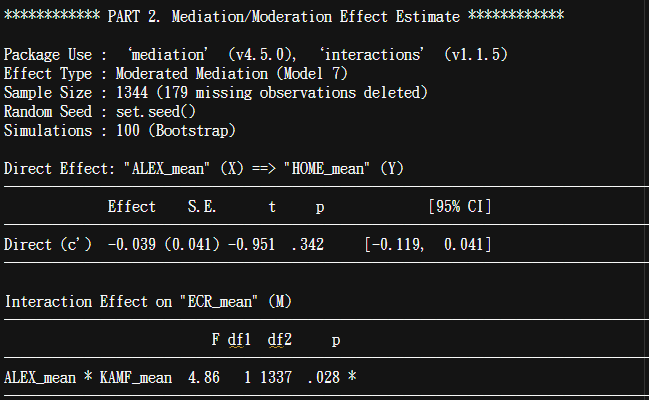 ************ PART 2. Mediation/Moderation Effect Estimate ************
Package Use : ‘mediation’ (v4.5.0), ‘interactions’ (v1.1.5)
Effect Type : Moderated Mediation (Model 7)
Sample Size : 1344 (179 missing observations deleted)
Random Seed : set.seed()
Simulations : 100 (Bootstrap)
Direct Effect: "ALEX_mean" (X) ==> "HOME_mean" (Y)
Effect S.E. t p [95% CI]
Direct (c') -0.039 (0.041) -0.951 .342 [-0.119, 0.041]
Interaction Effect on "ECR_mean" (M)
F df1 df2 p
ALEX_mean * KAMF_mean 4.86 1 1337 .028 *